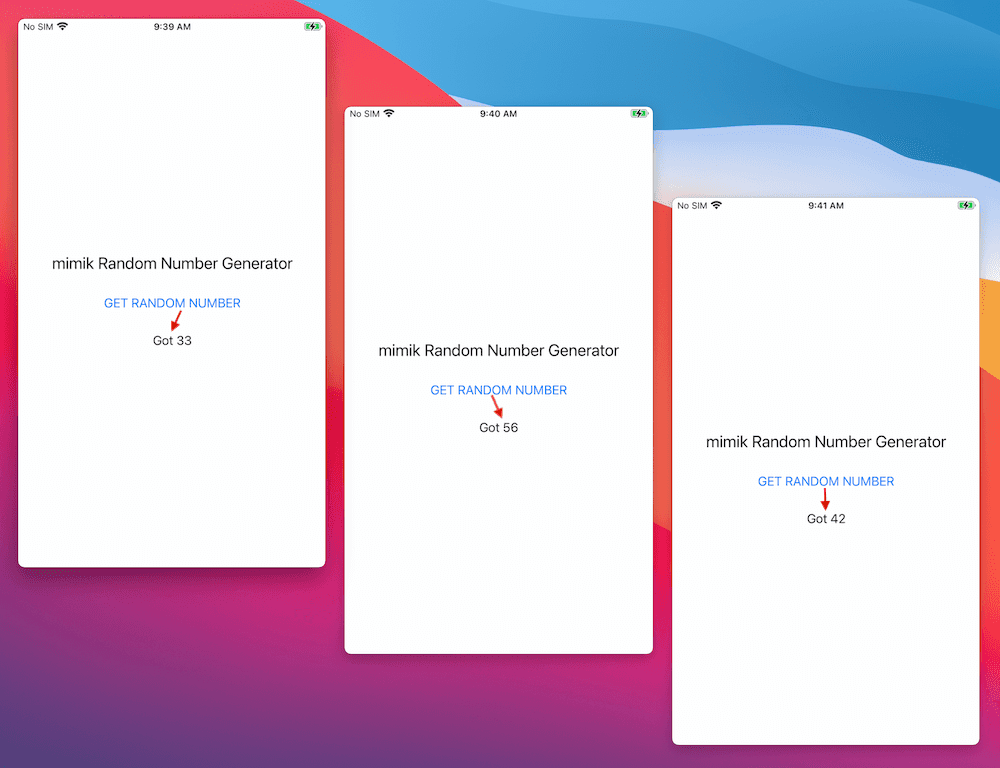 No SIM 9:39 AM
mimik Random Number Generator
GET RANDOM NUMBER
Got 33
No SIM 9:40 AM
mimik Random Number Generator
GET RANDOM NUMBER
Got 56
No SIM 9:41 AM
mimik Random Number Generator
GET RANDOM NUMBER
Got 42